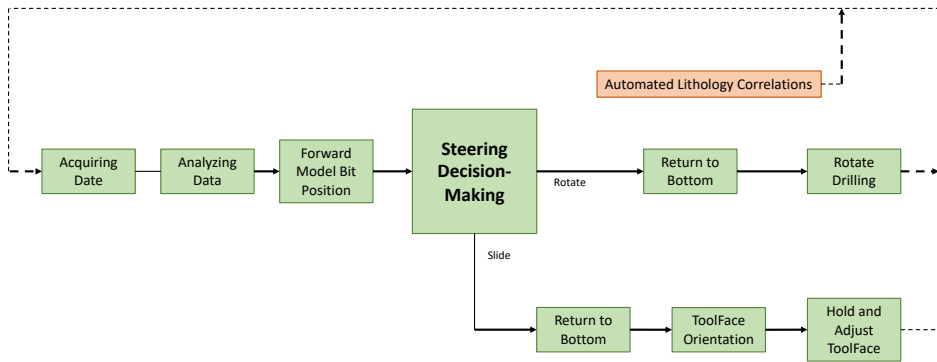 Automated Lithology Correlations
Acquiring
Date
Analyzing
Data
Forward
Model Bit
Position
Steering
Decision-
Making
Rotate
Return to
Bottom
Rotate
Drilling
Slide
Return to
Bottom
ToolFace
Orientation
Hold and
Adjust
ToolFace